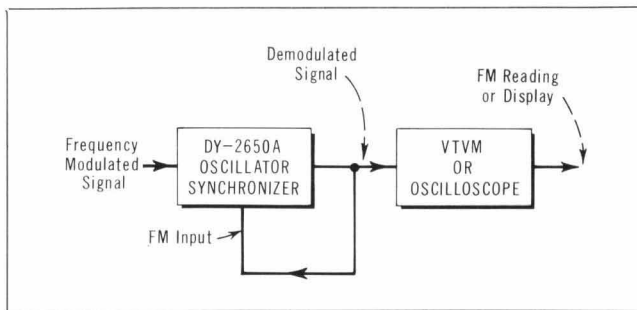 Demodulated
Signal
FM Reading
or Display
Frequency
Modulated
Signal
DY-2650A
OSCILLATOR
SYNCHRONIZER
VTVM
OR
OSCILLOSCOPE
FM Input